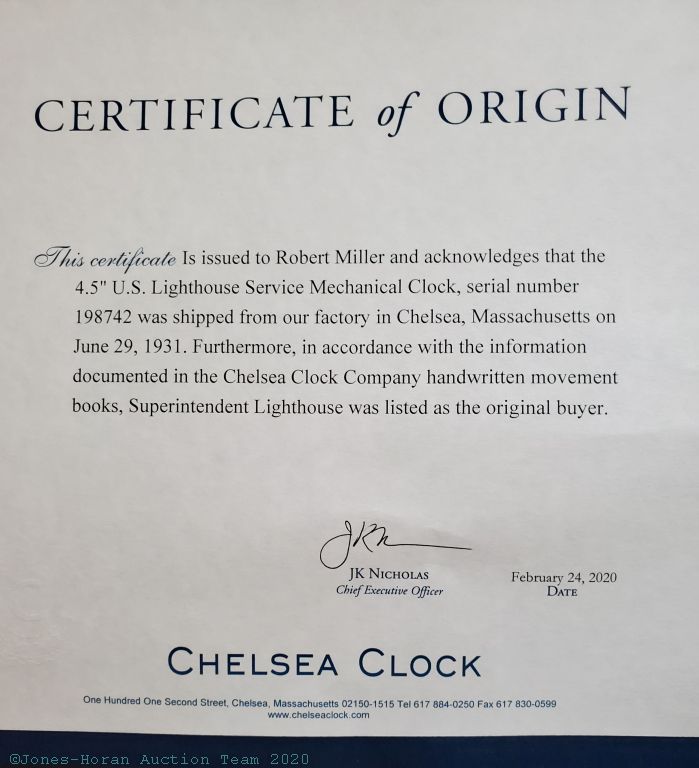 CERTIFICATE of ORIGIN
This certificate Is issued to Robert Miller and acknowledges that the
4.5" U.S. Lighthouse Service Mechanical Clock, serial number
198742 was shipped from our factory in Chelsea, Massachusetts on
June 29, 1931. Furthermore, in accordance with the information
documented in the Chelsea Clock Company handwritten movement
books, Superintendent Lighthouse was listed as the original buyer.
JK NICHOLAS
Chief Executive Officer
February 24, 2020
DATE
CHELSEA CLOCK
One Hundred One Second Street, Chelsea, Massachusetts 02150-1515 Tel 617 884-0250 Fax 617 830-0599
www.chelseaclock.com
©Jones-Horan Auction Team 2020